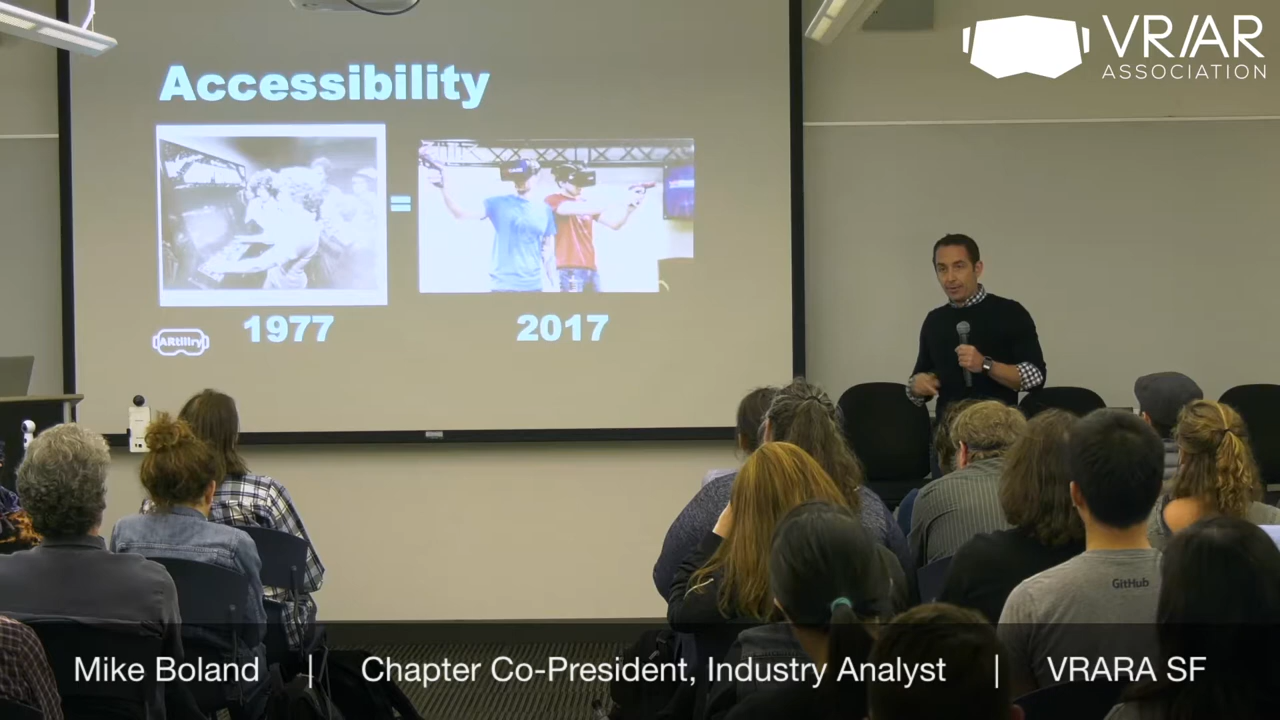 VR/AR
ASSOCIATION
Accessibility
=
1977
2017
ARtillry
GitHub
Mike Boland | Chapter Co-President, Industry Analyst | VRARA SF